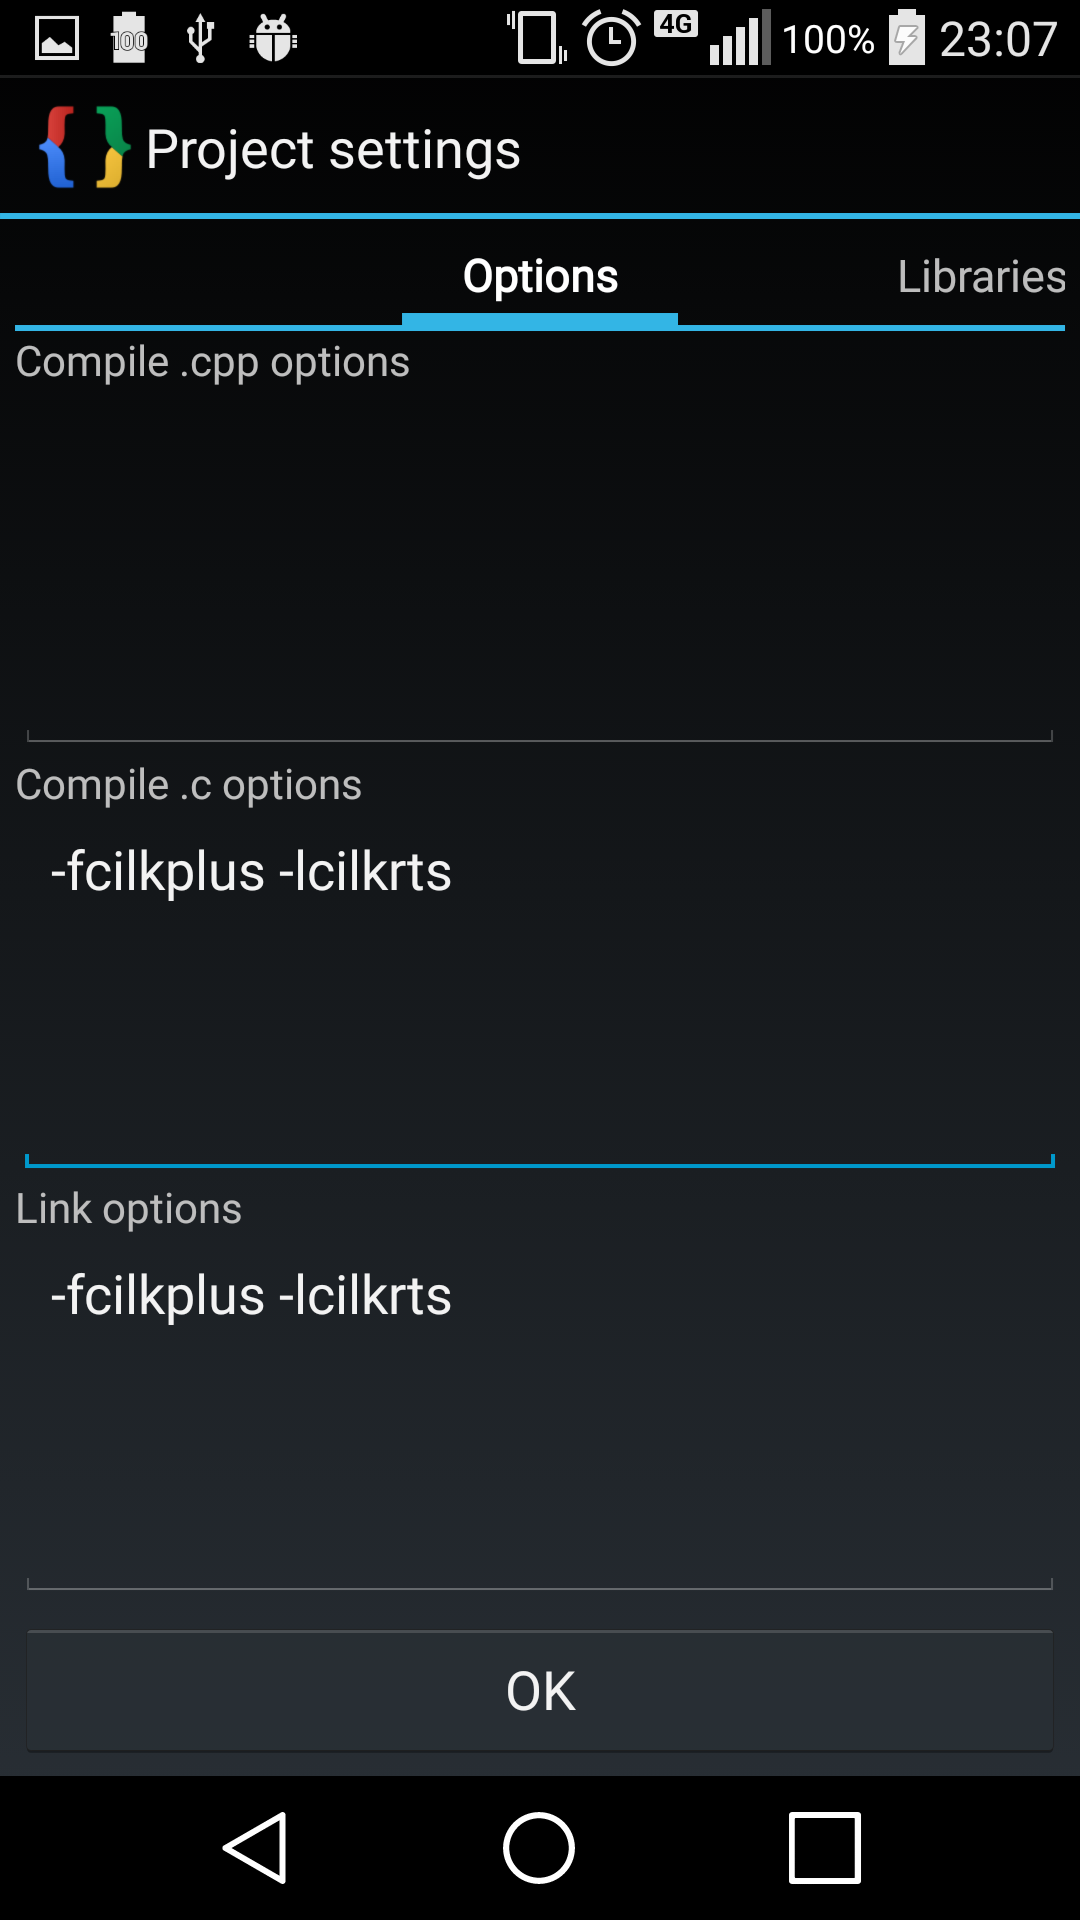 100 4G 100% 23:07
{ } Project settings
Options Libraries
Compile .cpp options
Compile .c options
-fcilkplus -lcilkrts
Link options
-fcilkplus -lcilkrts
OK